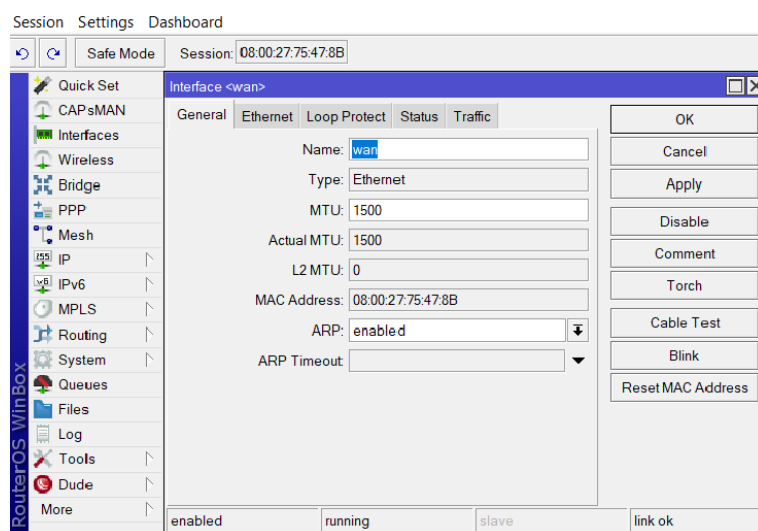 Session Settings Dashboard
Safe Mode Session: 08:00:27:75:47:8B
Quick Set
CAPsMAN
Interfaces
Wireless
Bridge
PPP
Mesh
IP
IPv6
MPLS
Routing
System
Queues
Files
Log
Tools
Dude
More
RouterOS WinBox
Interface <wan>
General Ethernet Loop Protect Status Traffic
Name: wan
Type: Ethernet
MTU: 1500
Actual MTU: 1500
L2 MTU: 0
MAC Address: 08:00:27:75:47:8B
ARP: enabled
ARP Timeout:
OK
Cancel
Apply
Disable
Comment
Torch
Cable Test
Blink
Reset MAC Address
enabled running slave link ok